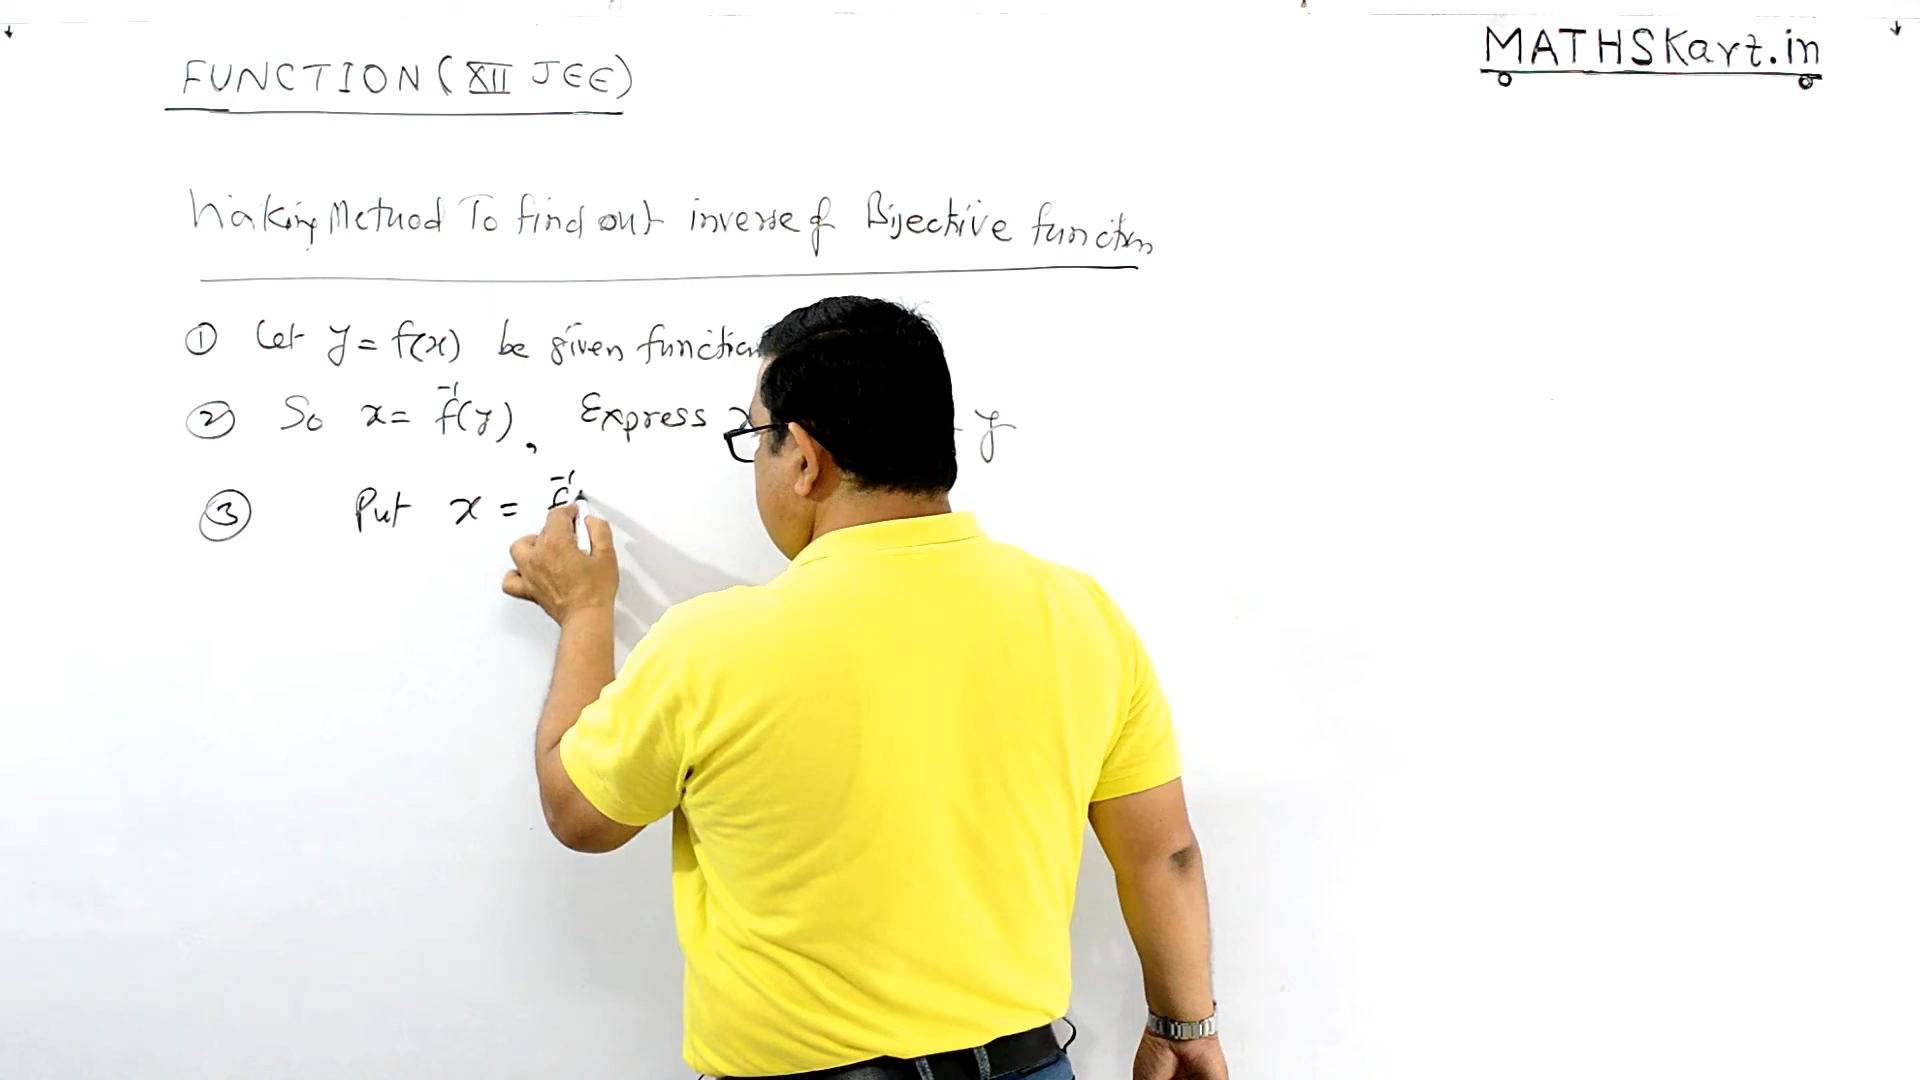 FUNCTION (XII JEE)
MATHSKart.in
Working Method To find out inverse of Bijective function
① Let y = f(x) be given function
② So x = f⁻¹(y), Express x y
③ Put x = f⁻¹